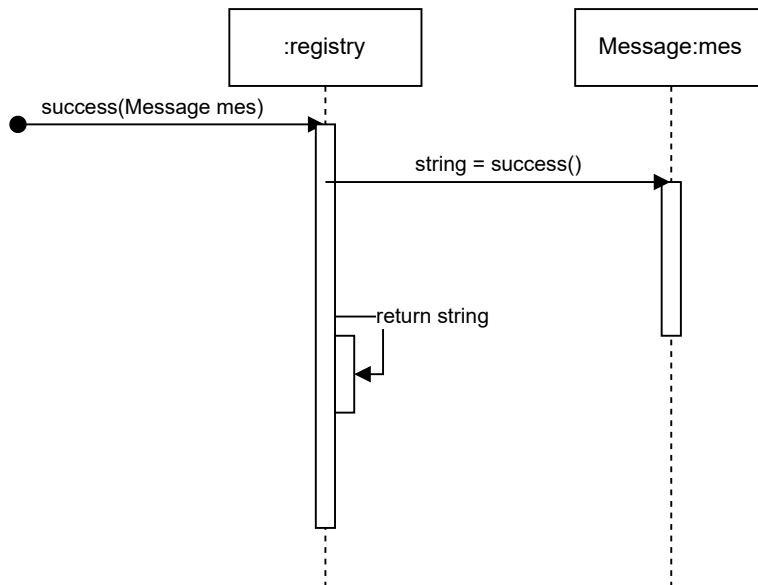 :registry
Message:mes
success(Message mes)
string = success()
return string